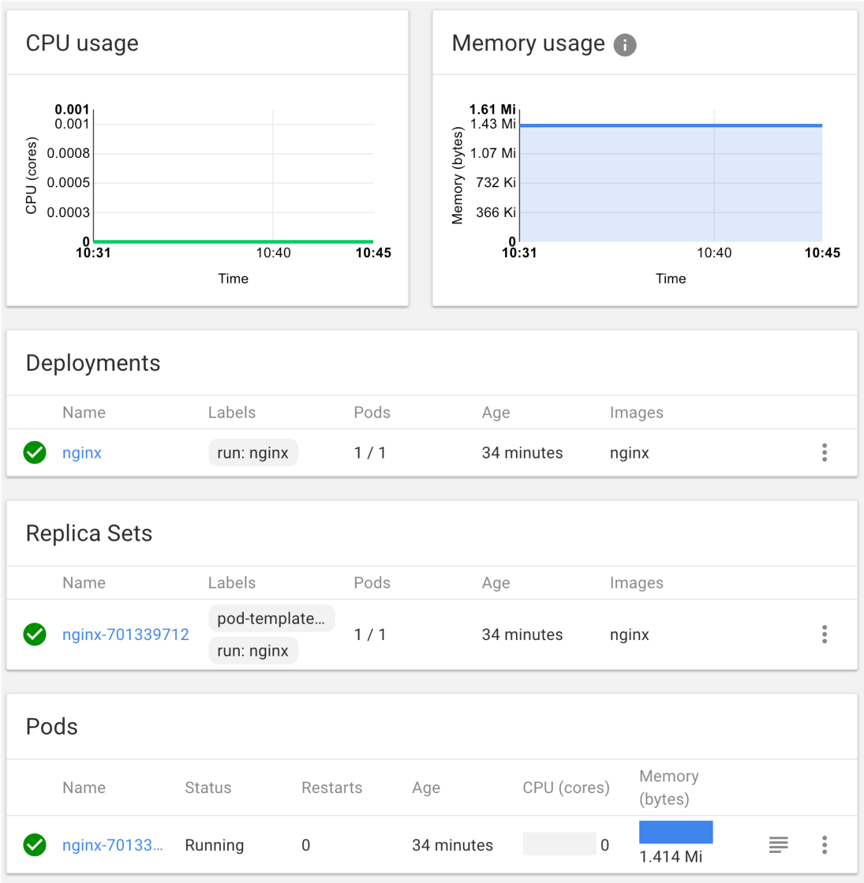 CPU usage
0.001
0.001
0.0008
0.0005
0.0003
0
CPU (cores)
10:31 10:40 10:45
Time
Memory usage
1.61 Mi
1.43 Mi
1.07 Mi
732 Ki
366 Ki
0
Memory (bytes)
10:31 10:40 10:45
Time
Deployments
Name Labels Pods Age Images
nginx run: nginx 1 / 1 34 minutes nginx
Replica Sets
Name Labels Pods Age Images
pod-template...
nginx-701339712 1 / 1 34 minutes nginx
run: nginx
Pods
Name Status Restarts Age CPU (cores) Memory
(bytes)
nginx-70133... Running 0 34 minutes 0
1.414 Mi